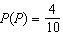 P(P) = 4/10